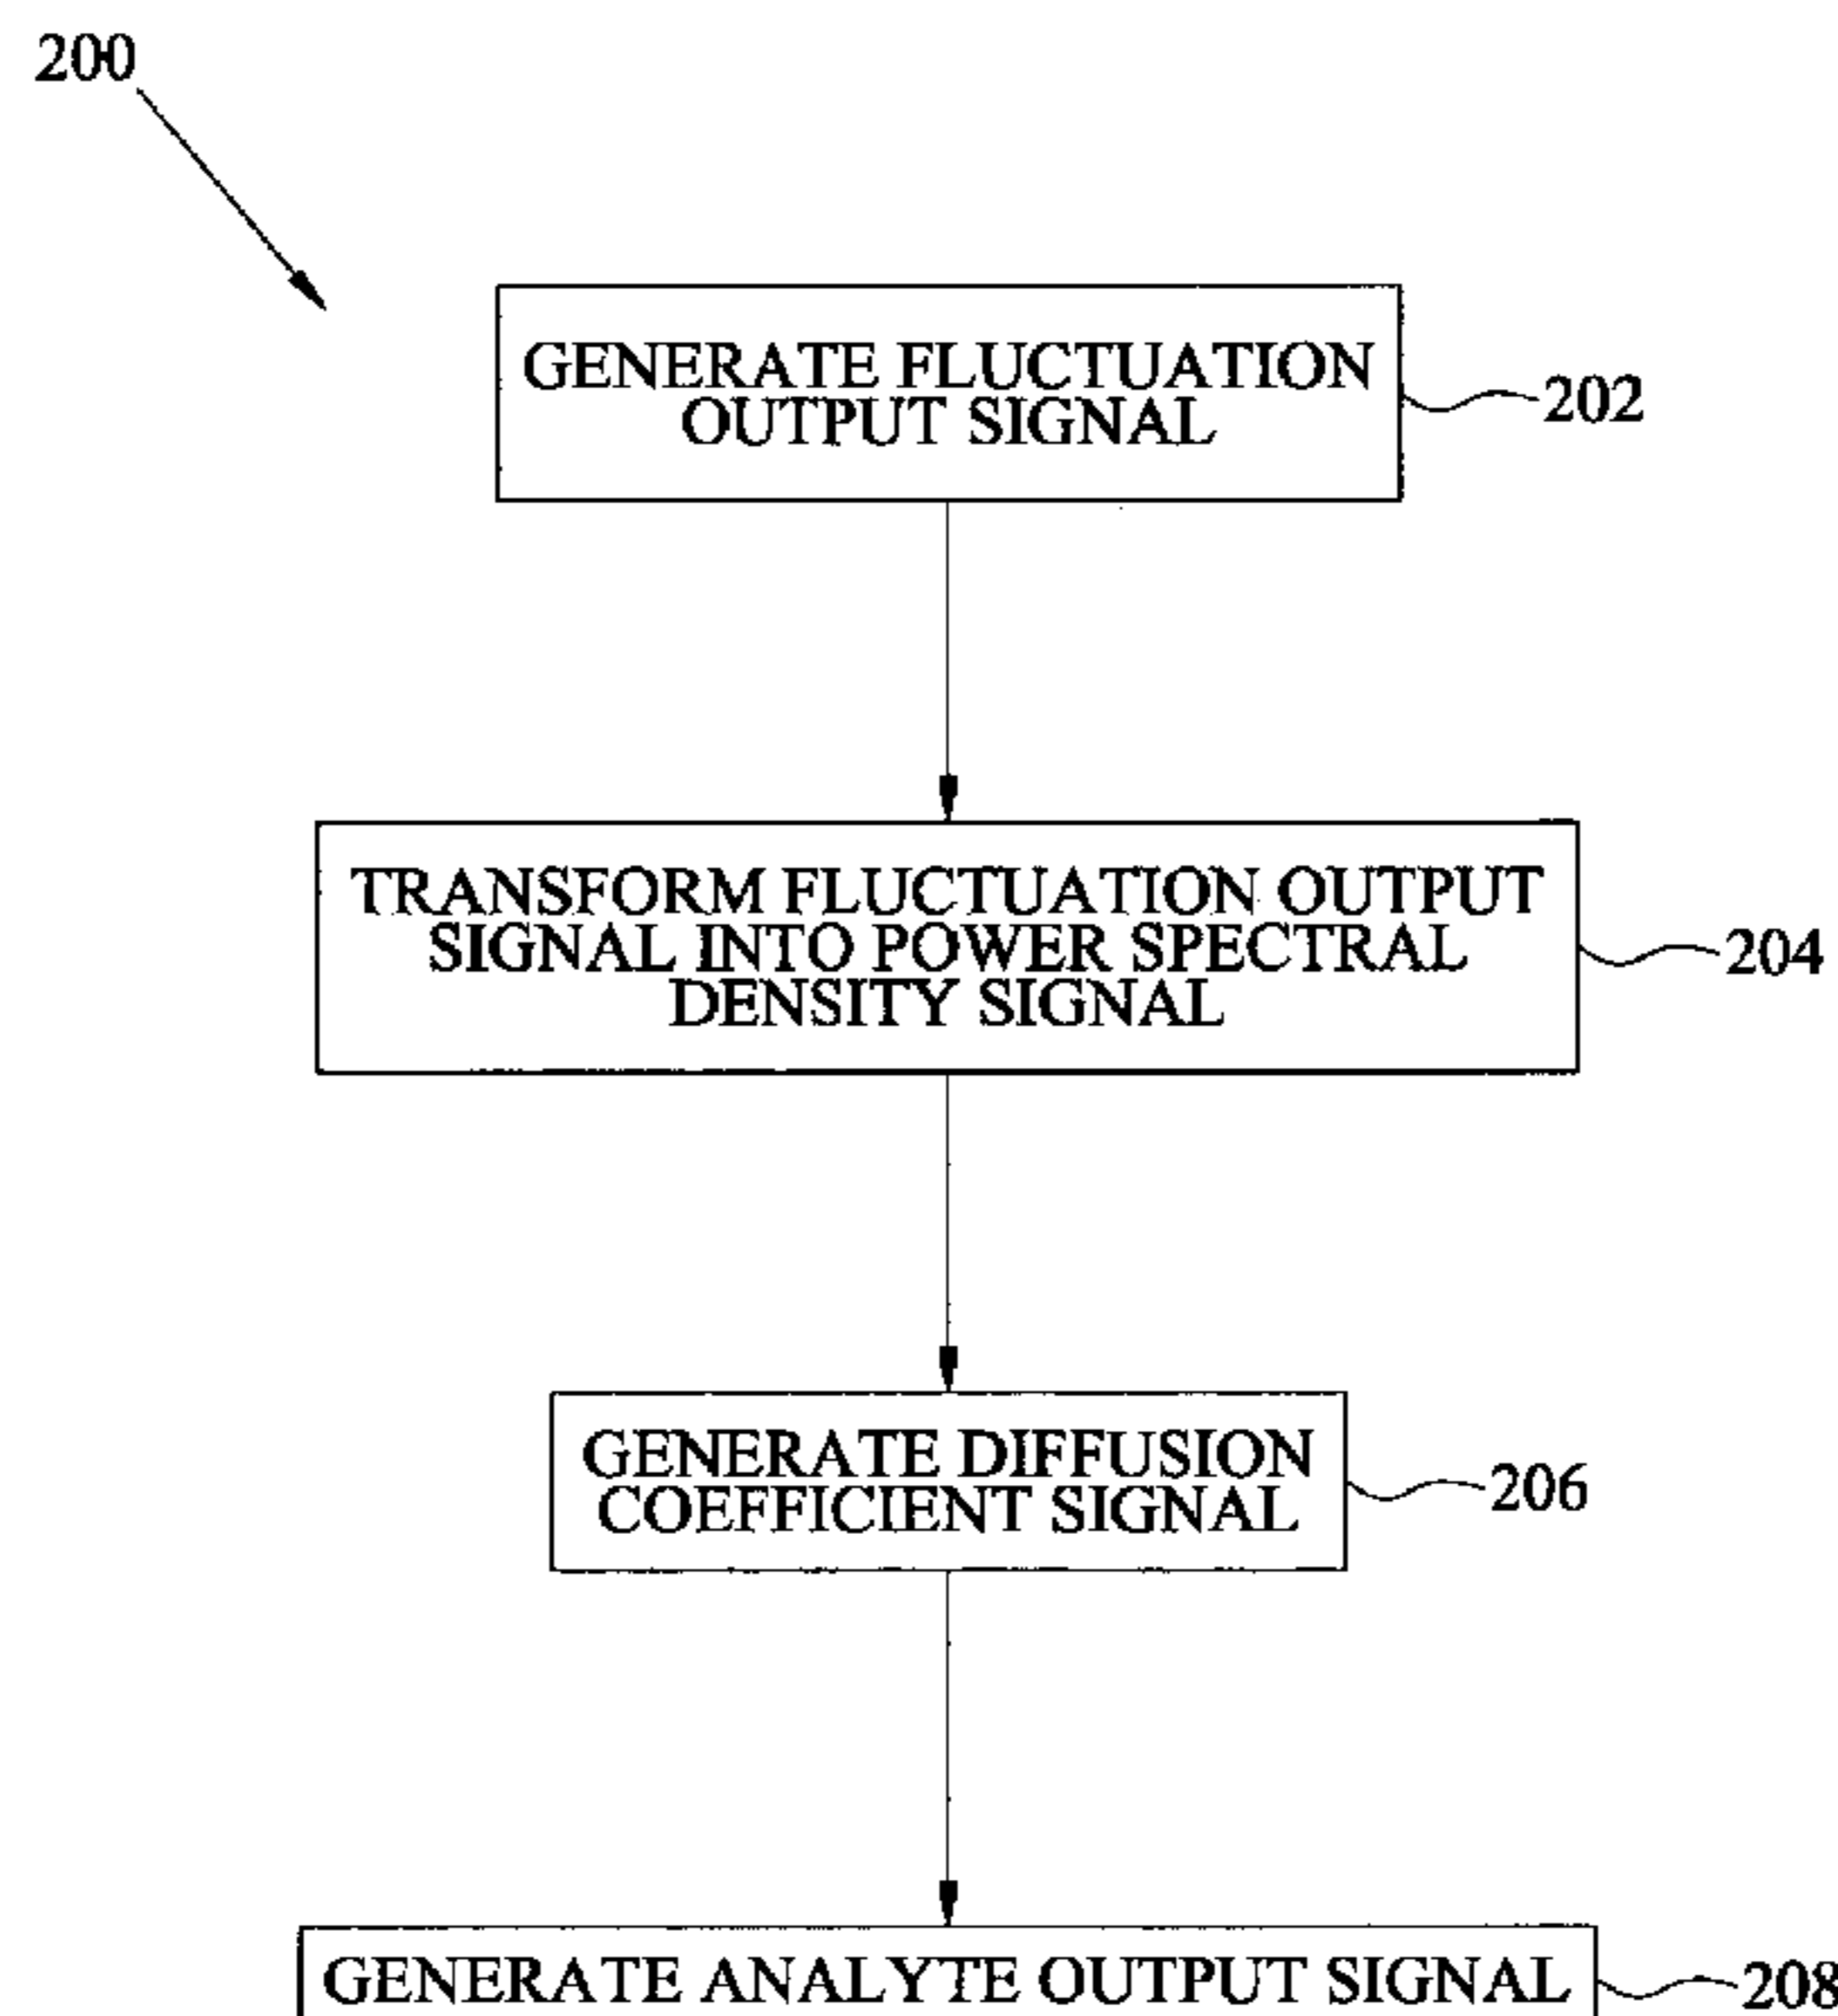 200
GENERATE FLUCTUATION
OUTPUT SIGNAL
202
TRANSFORM FLUCTUATION OUTPUT
SIGNAL INTO POWER SPECTRAL
DENSITY SIGNAL
204
GENERATE DIFFUSION
COEFFICIENT SIGNAL
206
GENERATE ANALYTE OUTPUT SIGNAL
208